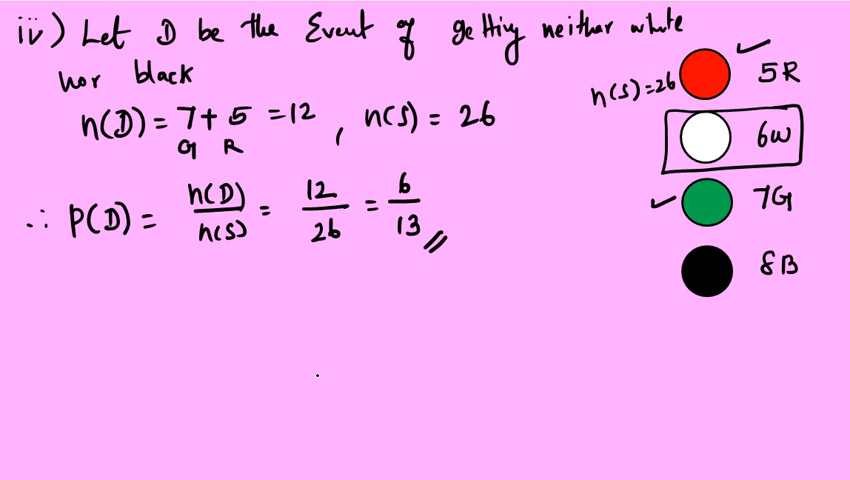 iv) Let D be the Event of getting neither white
nor black
n(D) = 7 + 5 = 12 , n(S) = 26
G R
∴ P(D) = n(D)/n(S) = 12/26 = 6/13 //
n(S) = 26
5R
6W
7G
8B